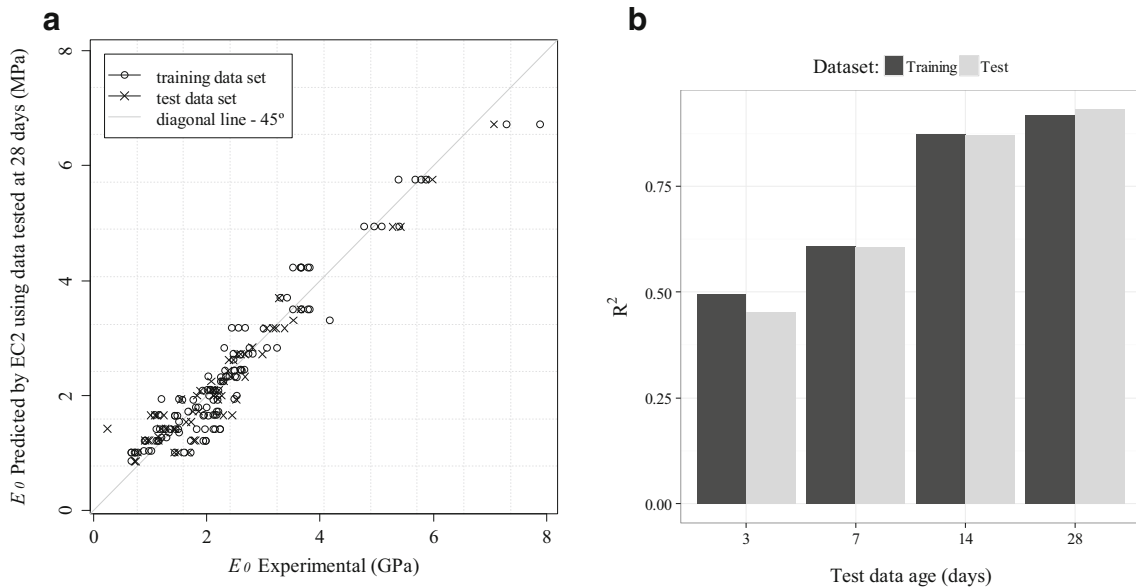 a
E0 Predicted by EC2 using data tested at 28 days (MPa)
8
6
4
2
0
training data set
test data set
diagonal line - 45º
0 2 4 6 8
E0 Experimental (GPa)
b
Dataset: Training Test
R2
0.75
0.50
0.25
0.00
3 7 14 28
Test data age (days)